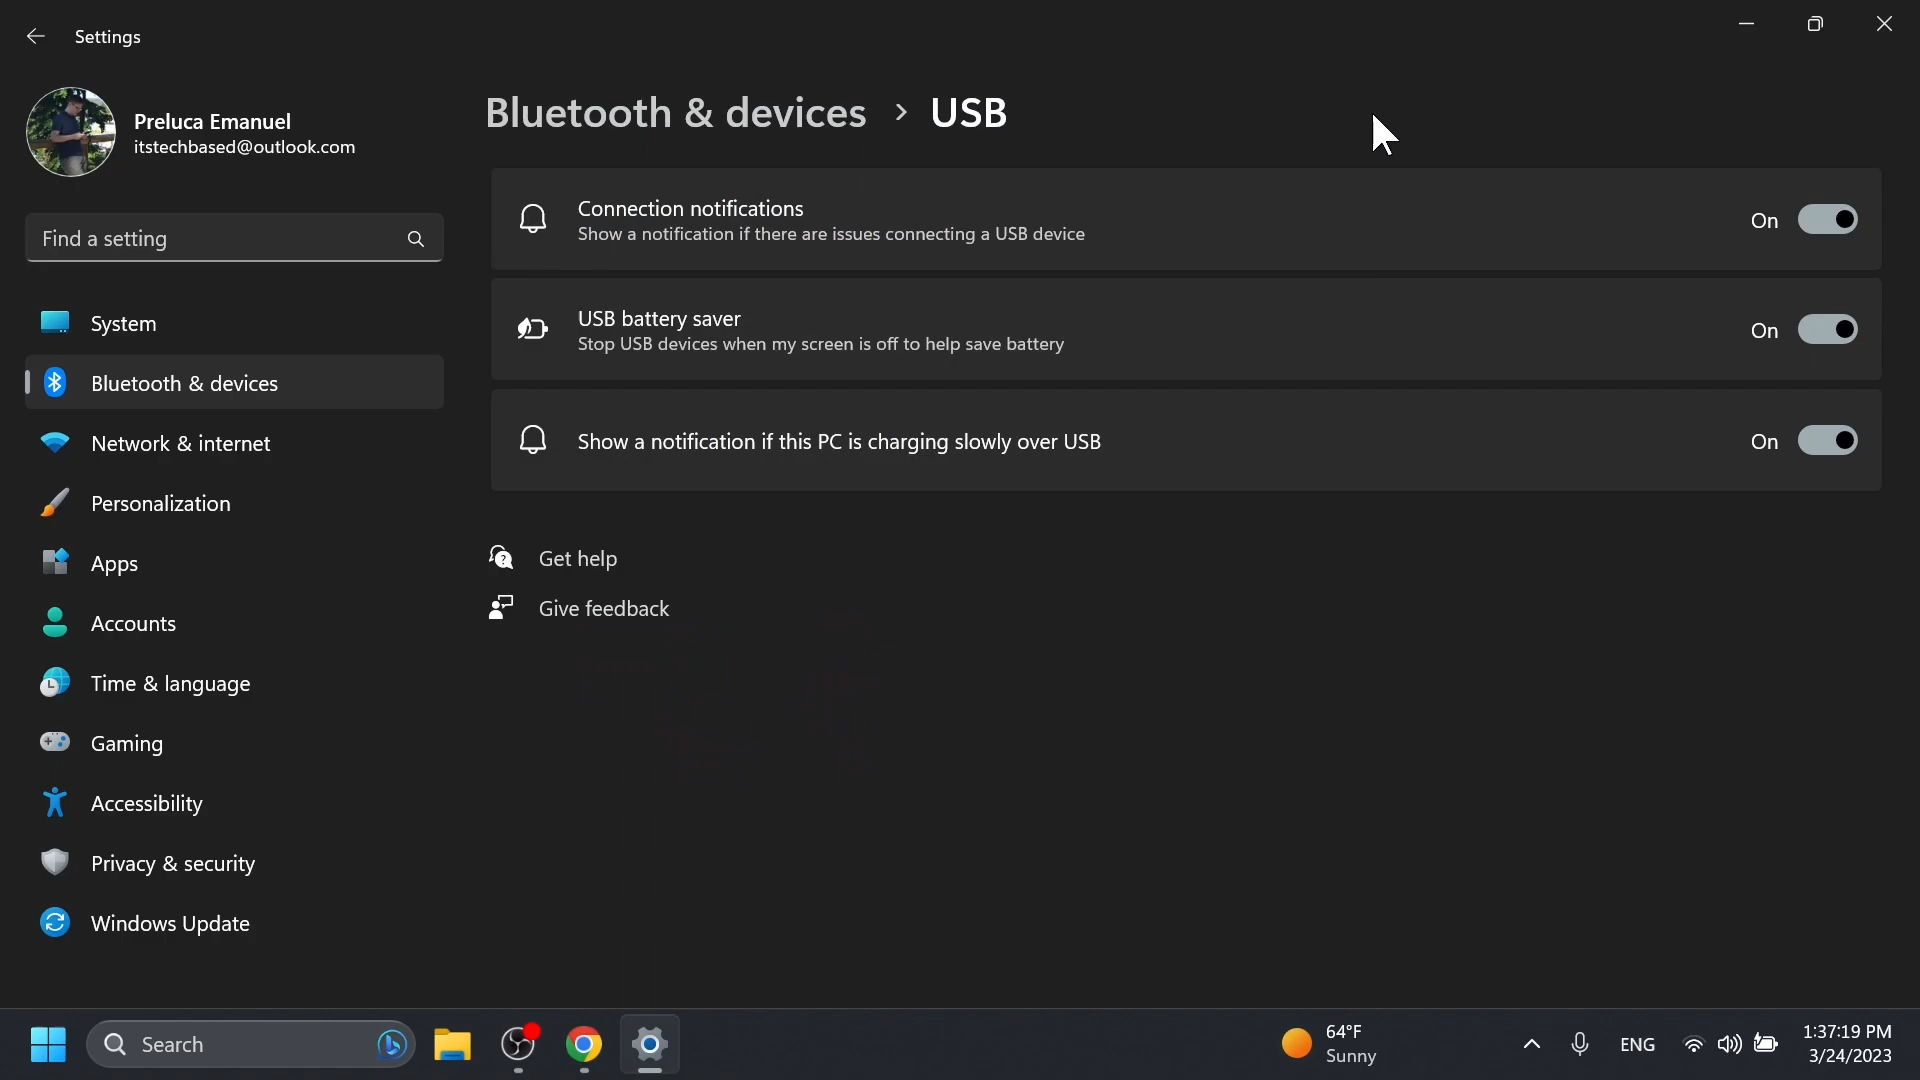 Settings
Preluca Emanuel
itstechbased@outlook.com
Find a setting
System
Bluetooth & devices
Network & internet
Personalization
Apps
Accounts
Time & language
Gaming
Accessibility
Privacy & security
Windows Update
Bluetooth & devices > USB
Connection notifications
Show a notification if there are issues connecting a USB device
On
USB battery saver
Stop USB devices when my screen is off to help save battery
On
Show a notification if this PC is charging slowly over USB
On
Get help
Give feedback
Search
64°F
Sunny
ENG
1:37:19 PM
3/24/2023